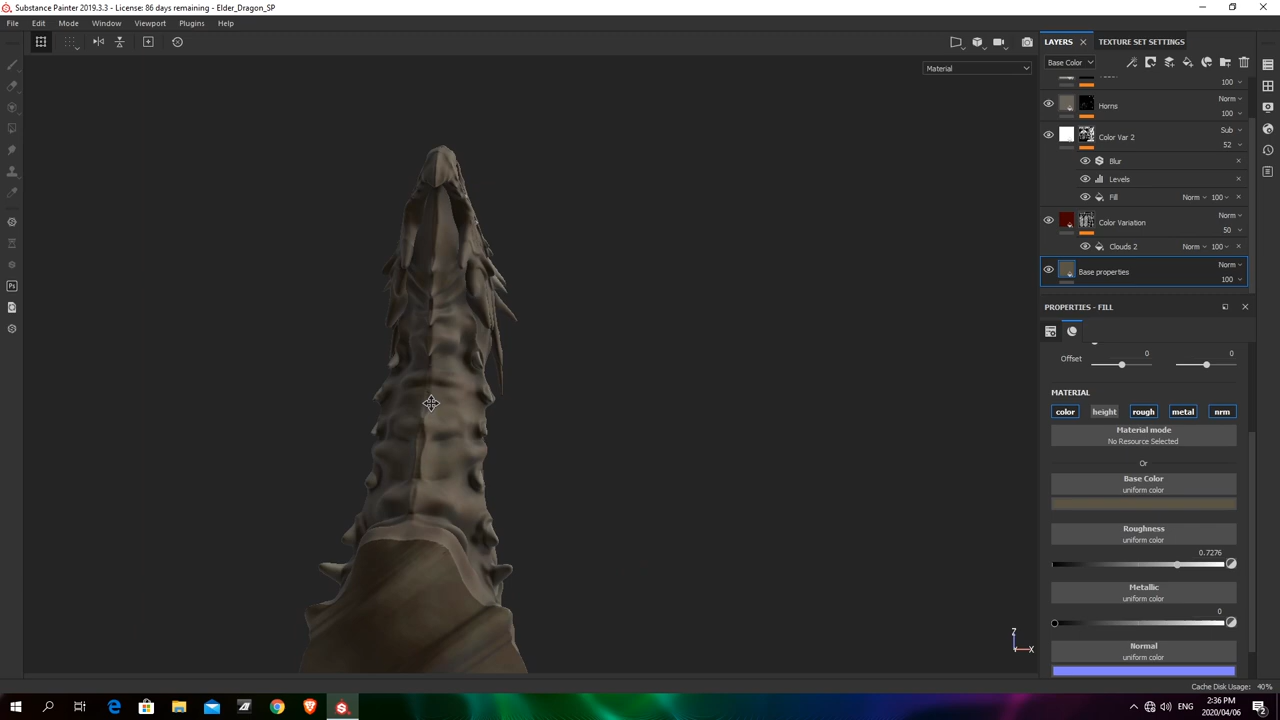 Substance Painter 2019.3.3 - License: 86 days remaining - Elder_Dragon_SP
File Edit Mode Window Viewport Plugins Help
LAYERS TEXTURE SET SETTINGS
Material
Base Color
100
Horns Norm
100
Color Var 2 Sub
52
Blur
Levels
Fill Norm 100
Color Variation Norm
50
Clouds 2 Norm 100
Base properties Norm
100
PROPERTIES - FILL
Offset 0 0
MATERIAL
color height rough metal nrm
Material mode
No Resource Selected
Or
Base Color
uniform color
Roughness
uniform color
0.7276
Metallic
uniform color
0
Normal
uniform color
Z
Y X
Ps
Cache Disk Usage: 40%
ENG
2:36 PM
2020/04/06
2